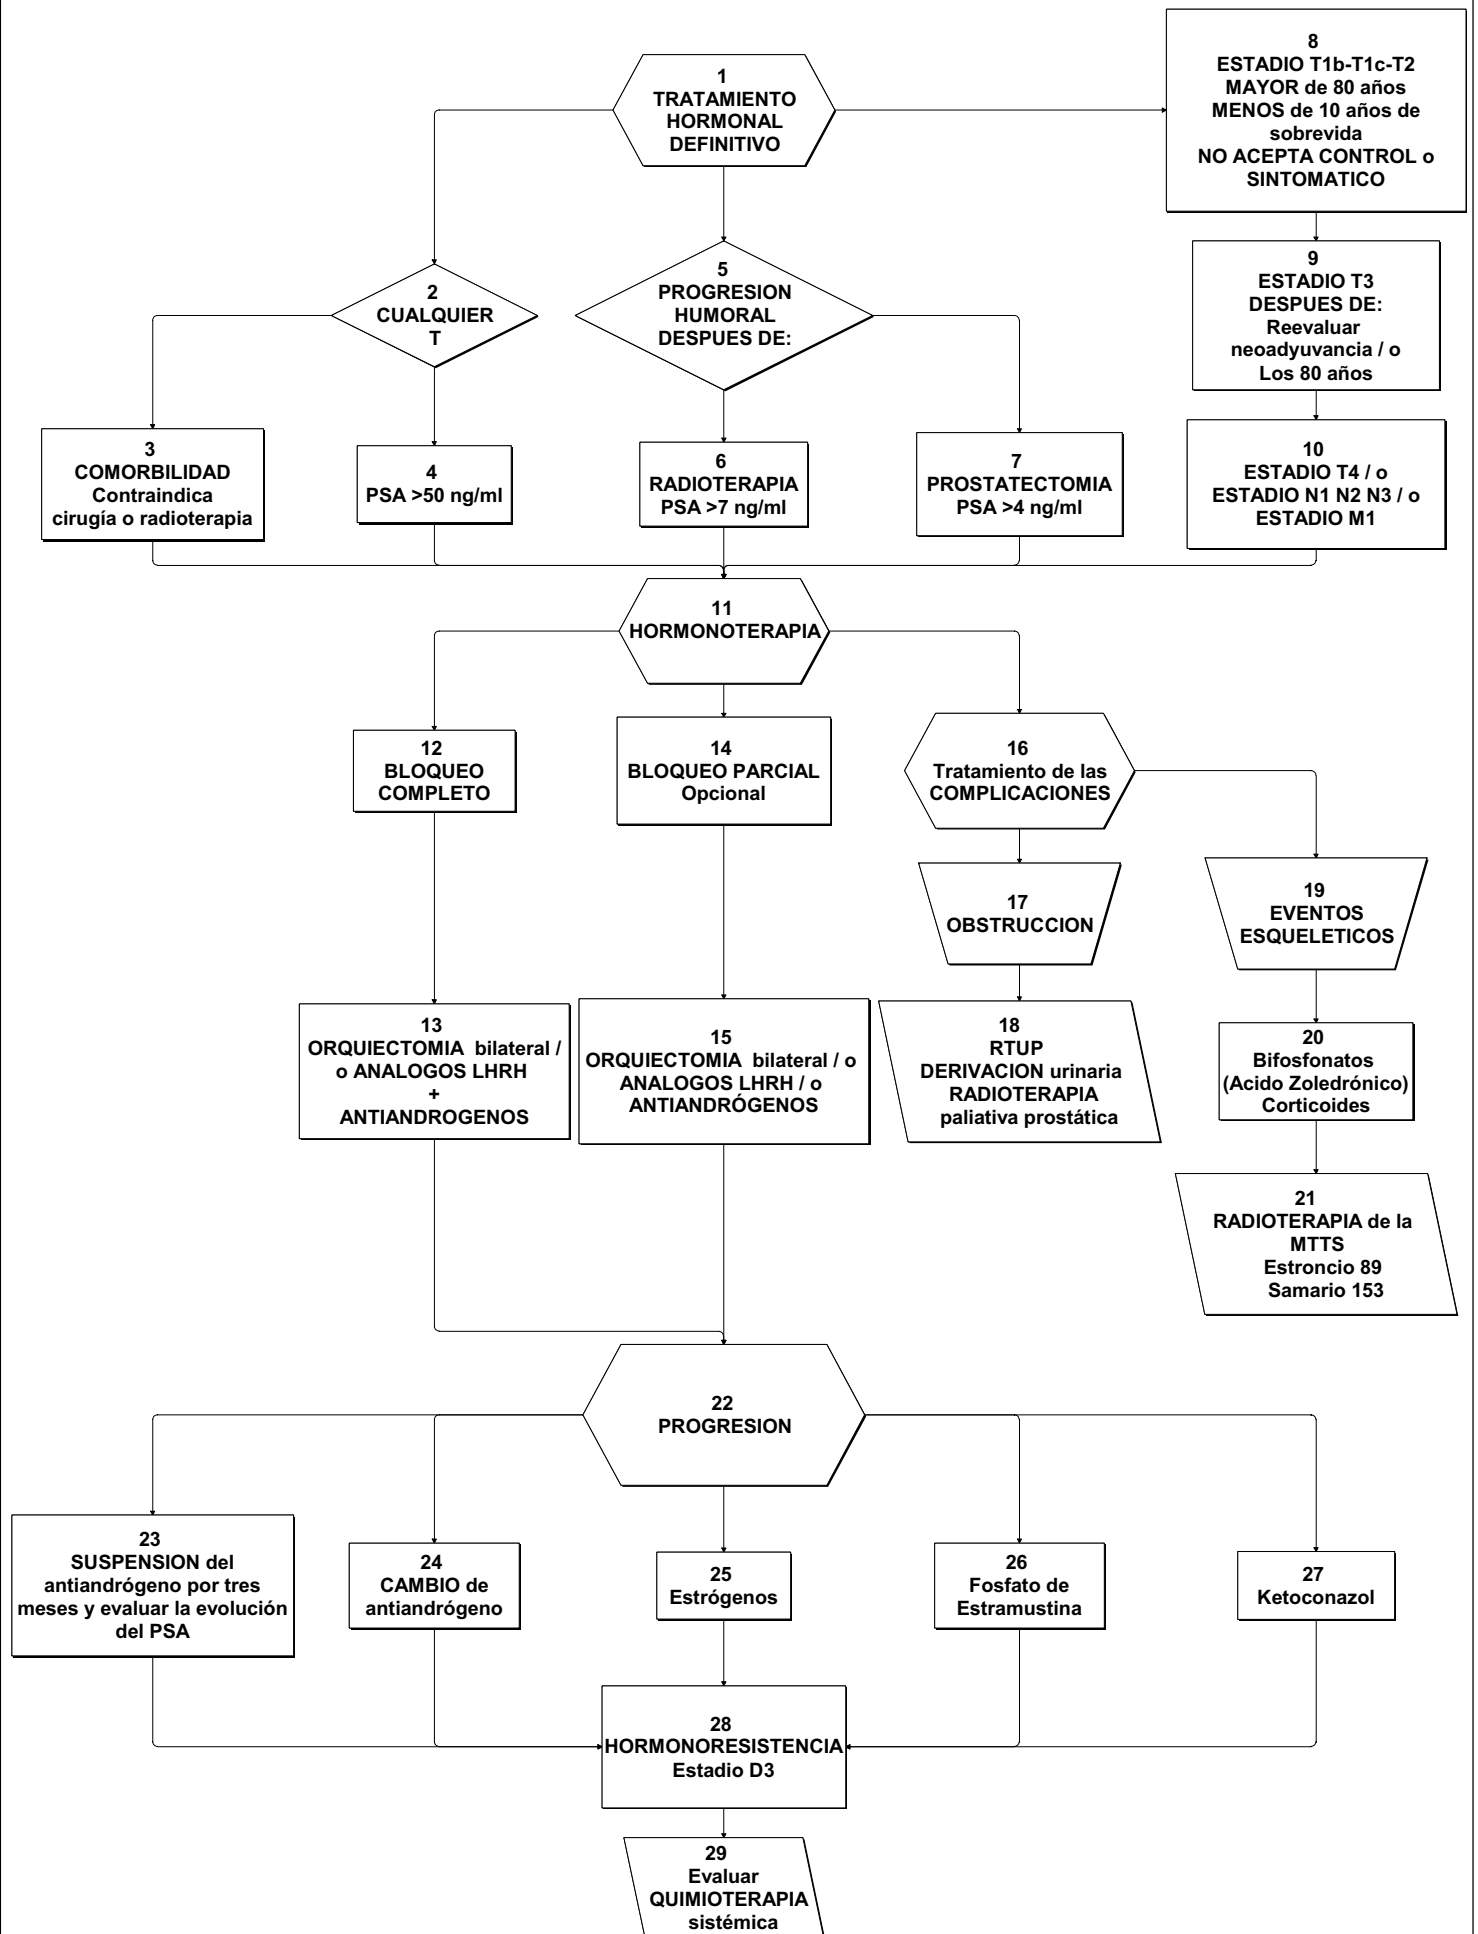 1
TRATAMIENTO
HORMONAL
DEFINITIVO
8
ESTADIO T1b-T1c-T2
MAYOR de 80 años
MENOS de 10 años de
sobrevida
NO ACEPTA CONTROL o
SINTOMATICO
2
CUALQUIER
T
5
PROGRESION
HUMORAL
DESPUES DE:
9
ESTADIO T3
DESPUES DE:
Reevaluar
neoadyuvancia / o
Los 80 años
3
COMORBILIDAD
Contraindica
cirugía o radioterapia
4
PSA >50 ng/ml
6
RADIOTERAPIA
PSA >7 ng/ml
7
PROSTATECTOMIA
PSA >4 ng/ml
10
ESTADIO T4 / o
ESTADIO N1 N2 N3 / o
ESTADIO M1
11
HORMONOTERAPIA
12
BLOQUEO
COMPLETO
14
BLOQUEO PARCIAL
Opcional
16
Tratamiento de las
COMPLICACIONES
17
OBSTRUCCION
19
EVENTOS
ESQUELETICOS
13
ORQUIECTOMIA bilateral /
o ANALOGOS LHRH
+
ANTIANDROGENOS
15
ORQUIECTOMIA bilateral / o
ANALOGOS LHRH / o
ANTIANDRÓGENOS
18
RTUP
DERIVACION urinaria
RADIOTERAPIA
paliativa prostática
20
Bifosfonatos
(Acido Zoledrónico)
Corticoides
21
RADIOTERAPIA de la
MTTS
Estroncio 89
Samario 153
22
PROGRESION
23
SUSPENSION del
antiandrógeno por tres
meses y evaluar la evolución
del PSA
24
CAMBIO de
antiandrógeno
25
Estrógenos
26
Fosfato de
Estramustina
27
Ketoconazol
28
HORMONORESISTENCIA
Estadio D3
29
Evaluar
QUIMIOTERAPIA
sistémica